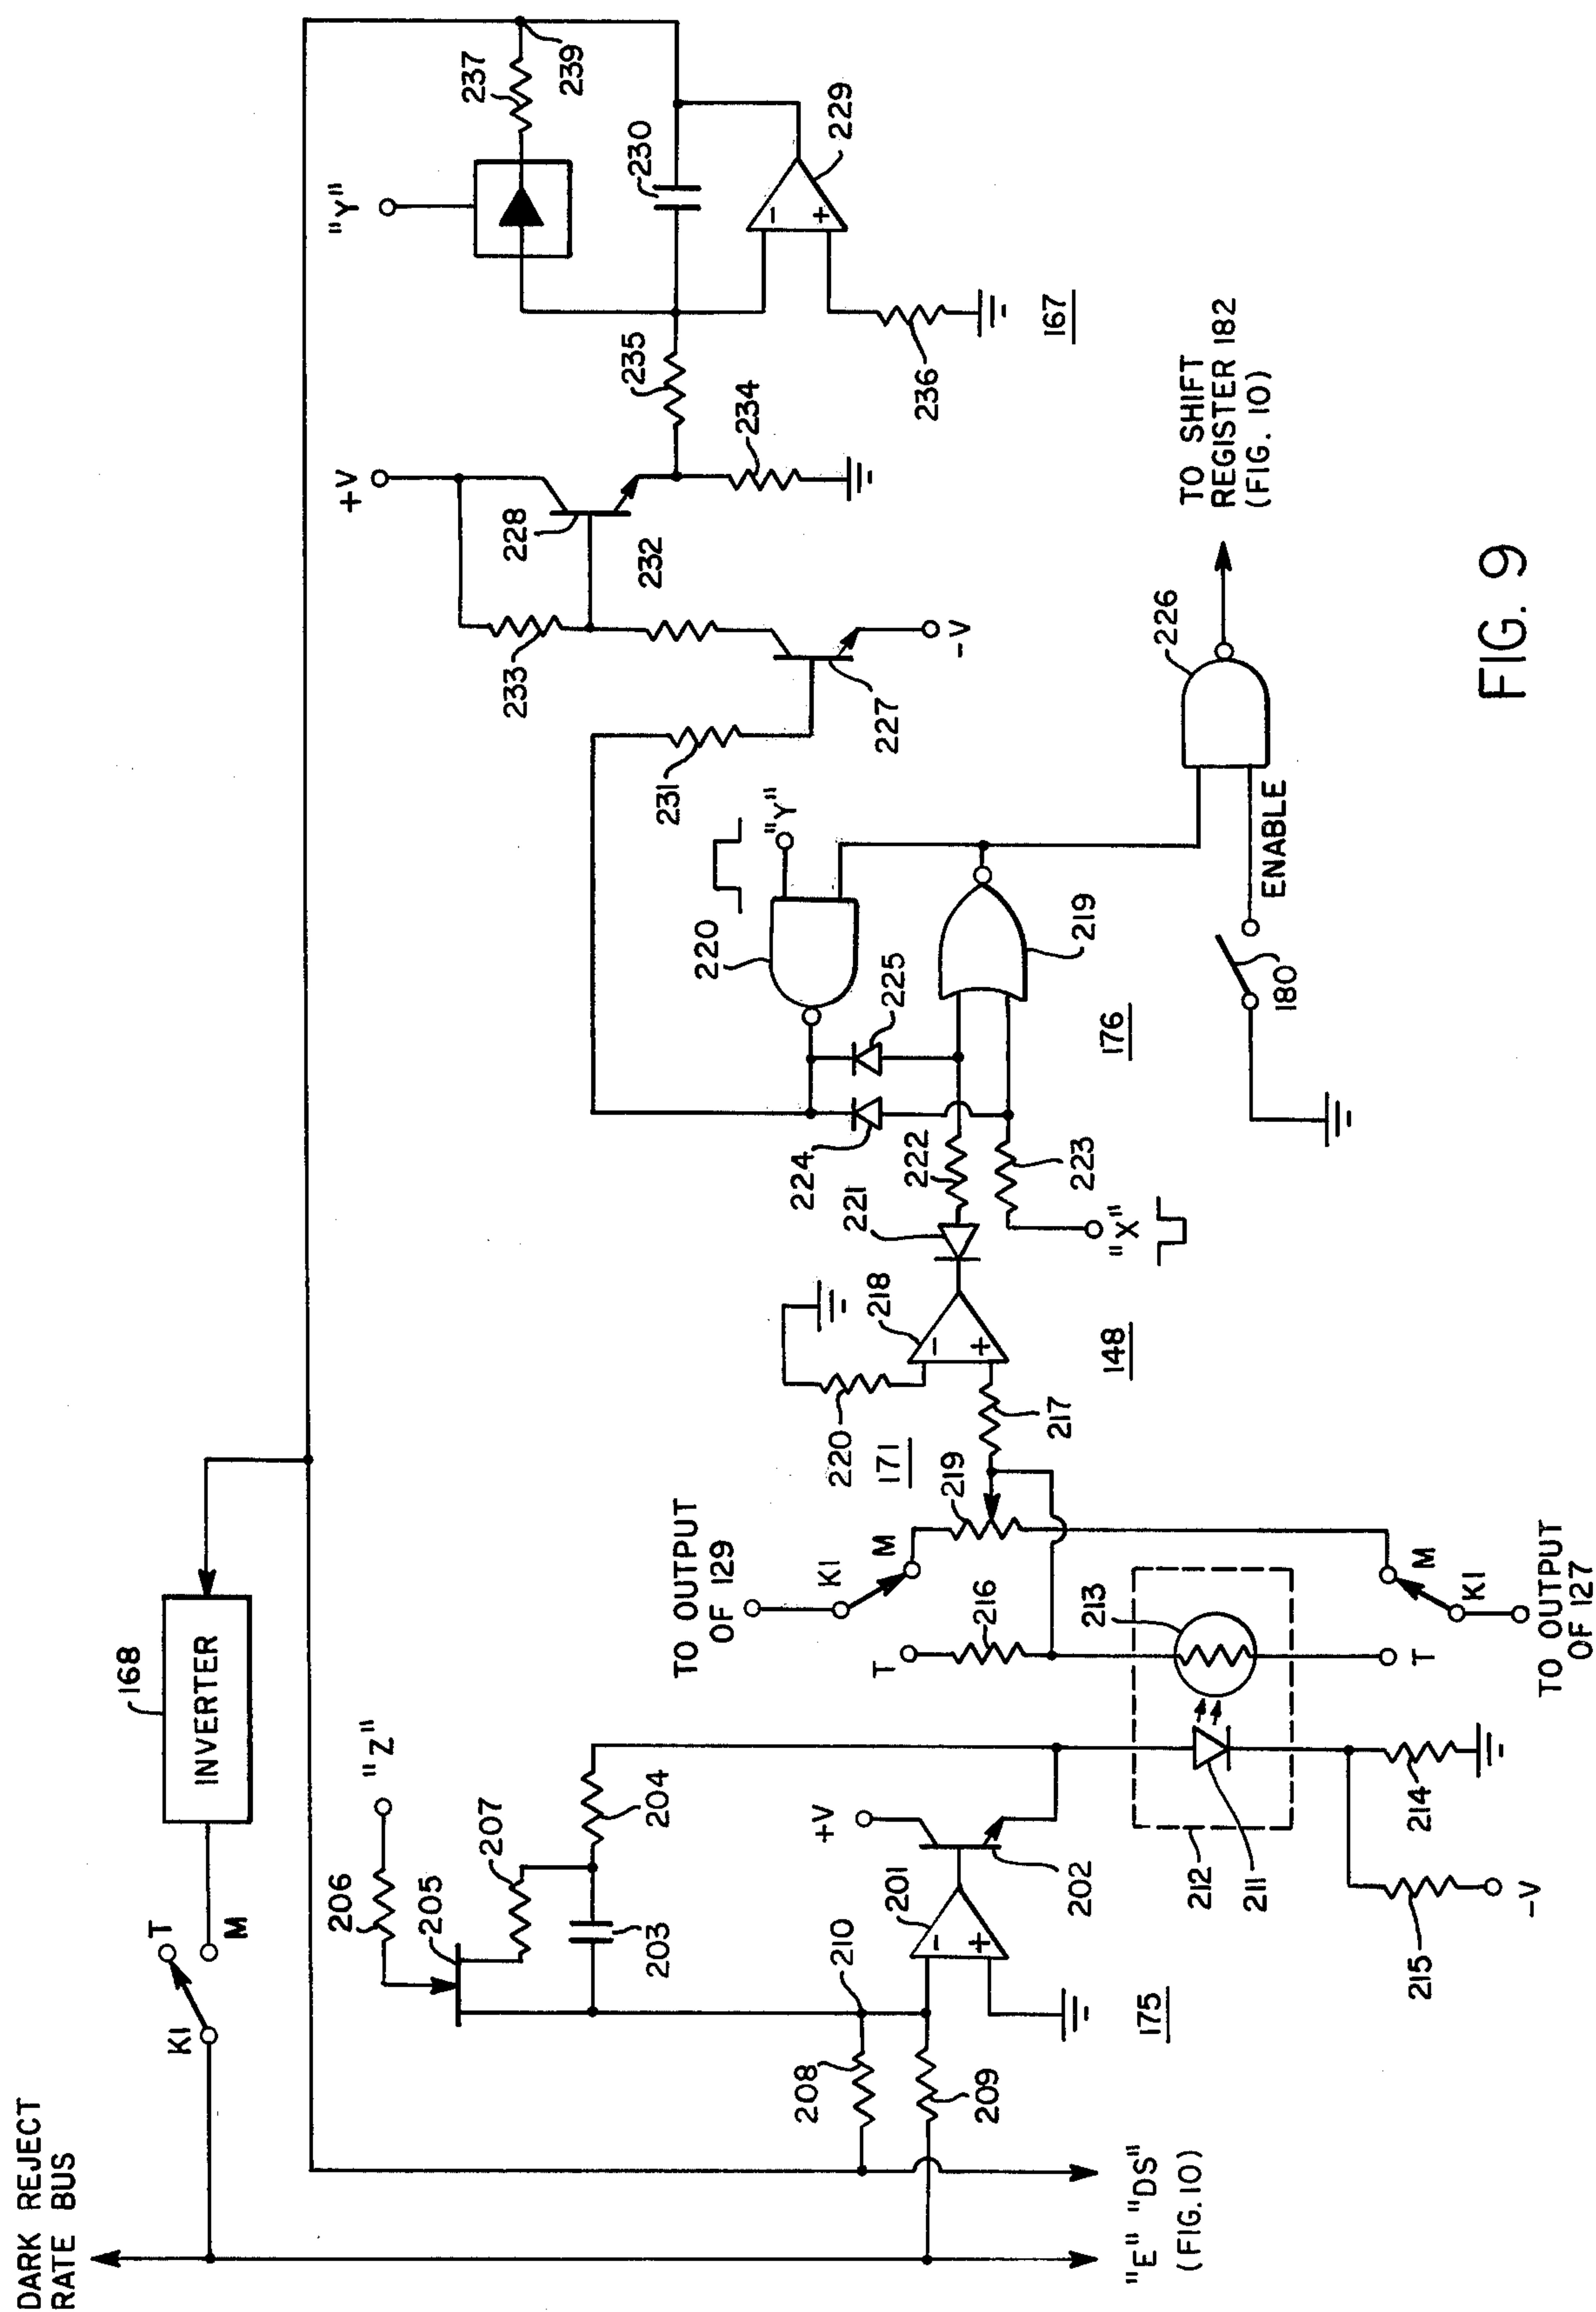 DARK REJECT
RATE BUS
K1
T
M
168
INVERTER
"Z"
206
205
207
204
203
210
208
209
201
+V
202
175
"E" "DS"
(FIG. 10)
212
211
215
-V
214
213
T
216
TO OUTPUT
OF 129
K1
M
219
171
T
M
K1
TO OUTPUT
OF 127
217
220
218
148
221
"X"
222
223
224
225
220
"Y"
219
176
180
ENABLE
226
TO SHIFT
REGISTER 182
(FIG. 10)
231
227
-V
233
232
228
+V
234
235
236
167
"Y"
230
229
237
239
FIG. 9